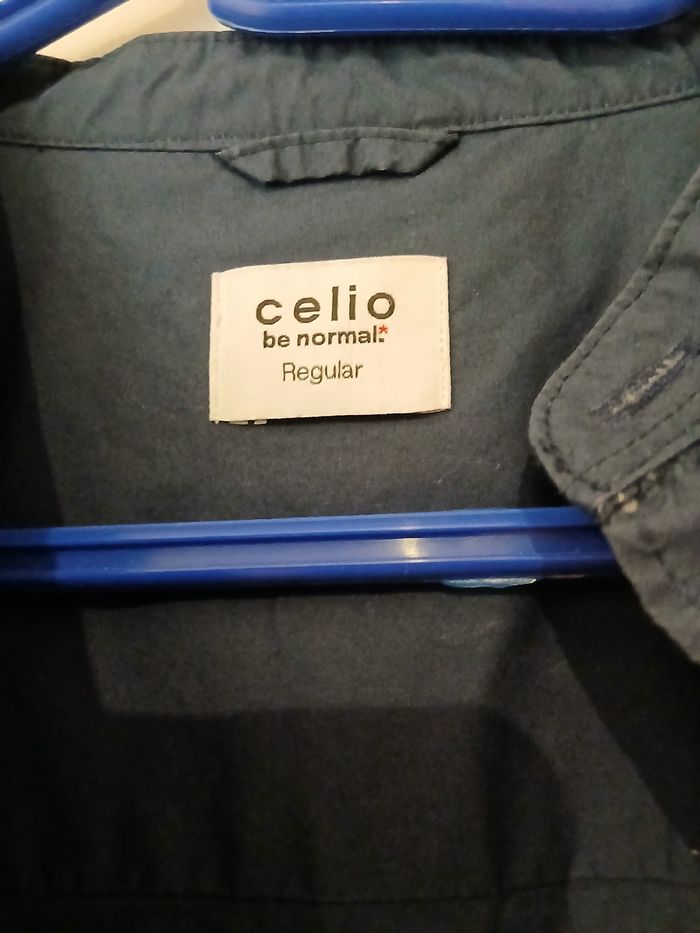 celio
be normal.*
Regular